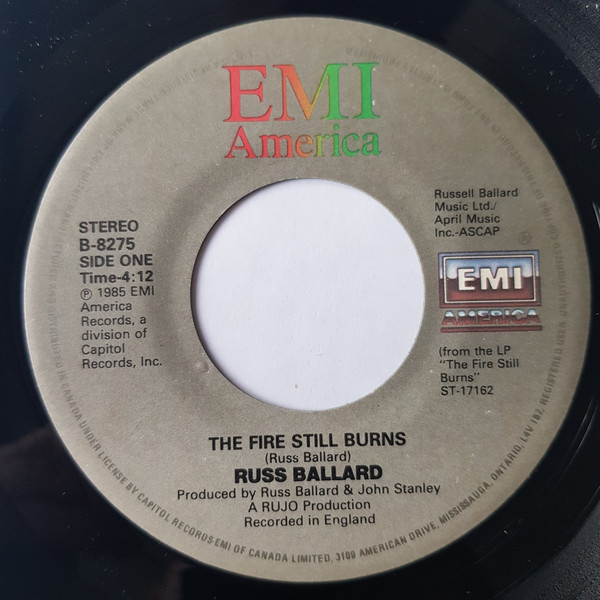 EMI
America
STEREO
B-8275
SIDE ONE
Time-4:12
℗ 1985 EMI
America
Records, a
division of
Capitol
Records, Inc.
Russell Ballard
Music Ltd./
April Music
Inc.-ASCAP
EMI
AMERICA
(from the LP
"The Fire Still
Burns"
ST-17162
THE FIRE STILL BURNS
(Russ Ballard)
RUSS BALLARD
Produced by Russ Ballard & John Stanley
A RUJO Production
Recorded in England
IN CANADA UNDER LICENSE BY CAPITOL RECORDS EMI OF CANADA LIMITED, 3109 AMERICAN DRIVE, MISSISSAUGA, ONTARIO, L4V 1B2, REGISTERED USER.